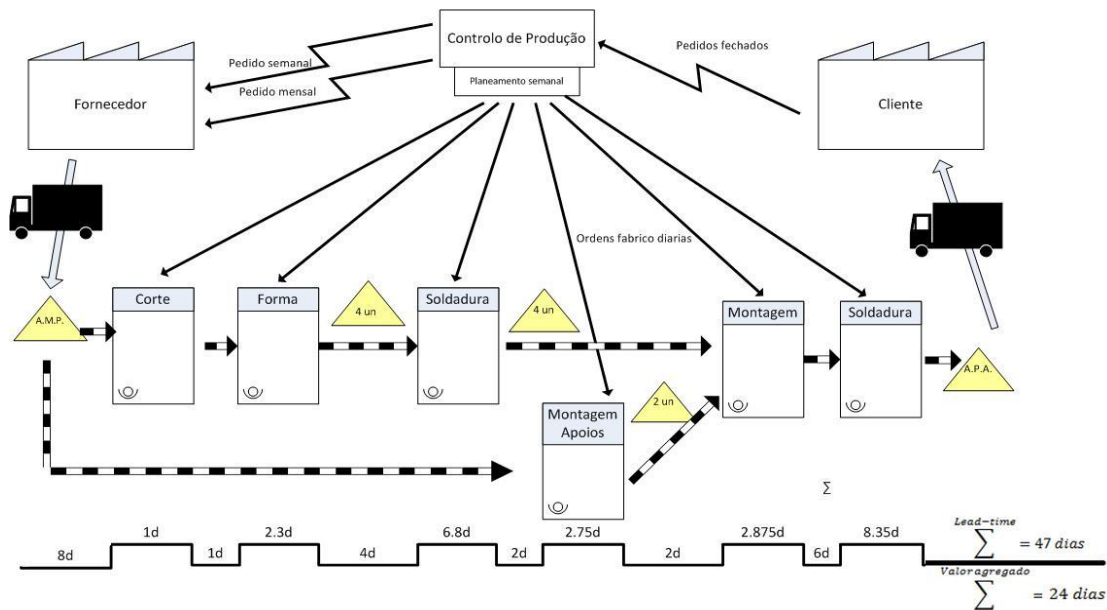 Controlo de Produção
Planeamento semanal
Pedido semanal
Pedido mensal
Pedidos fechados
Fornecedor
Cliente
Ordens fabrico diarias
A.M.P.
Corte
Forma
4 un
Soldadura
4 un
Montagem
Soldadura
A.P.A.
Montagem
Apoios
2 un
Σ
1d
2.3d
6.8d
2.75d
2.875d
8.35d
8d
1d
4d
2d
2d
6d
Lead-time
∑ = 47 dias
Valor agregado
∑ = 24 dias